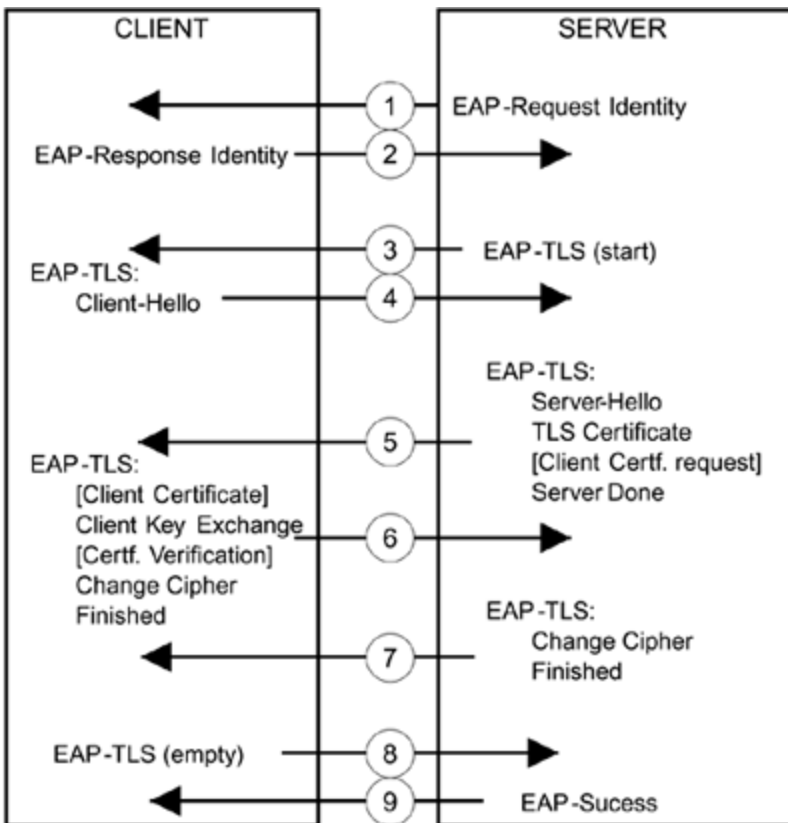 CLIENT
SERVER
1
EAP-Request Identity
EAP-Response Identity
2
3
EAP-TLS (start)
EAP-TLS:
Client-Hello
4
EAP-TLS:
Server-Hello
TLS Certificate
[Client Certf. request]
Server Done
5
EAP-TLS:
[Client Certificate]
Client Key Exchange
[Certf. Verification]
Change Cipher
Finished
6
EAP-TLS:
Change Cipher
Finished
7
EAP-TLS (empty)
8
9
EAP-Sucess